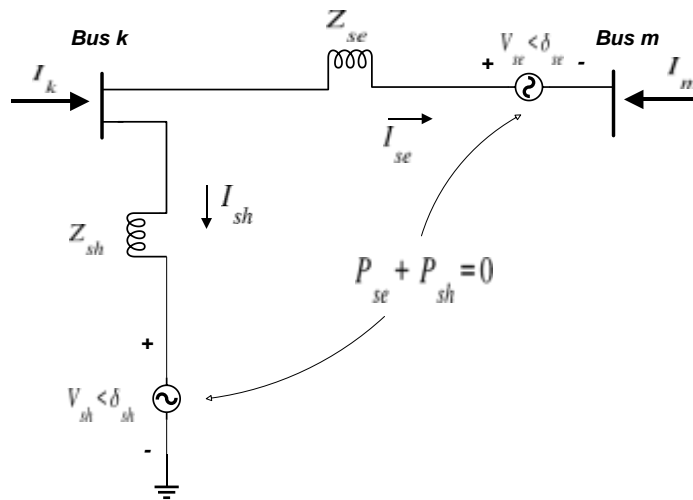 Z_se
Bus k
V_se<δ_se
Bus m
I_k
+
-
I_m
I_se
I_sh
Z_sh
P_se + P_sh = 0
+
V_sh<δ_sh
-